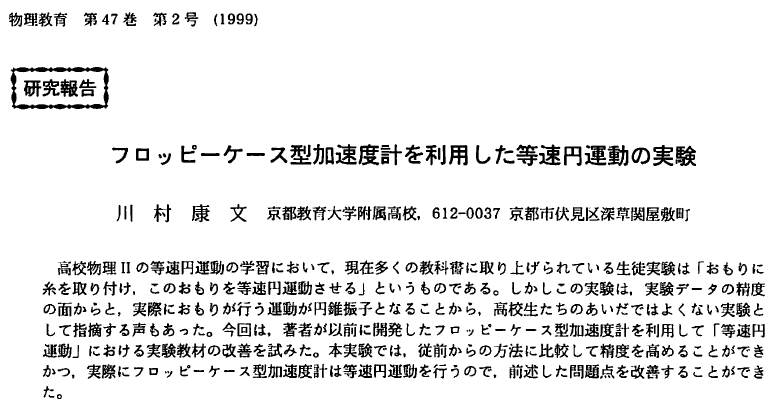 物理教育 第47巻 第2号 (1999)
研究報告
フロッピーケース型加速度計を利用した等速円運動の実験
川 村 康 文 京都教育大学附属高校，612-0037 京都市伏見区深草関屋敷町
高校物理IIの等速円運動の学習において，現在多くの教科書に取り上げられている生徒実験は「おもりに
糸を取り付け，このおもりを等速円運動させる」というものである。しかしこの実験は，実験データの精度
の面からと，実際におもりが行う運動が円錐振子となることから，高校生たちのあいだではよくない実験と
して指摘する声もあった。今回は，著者が以前に開発したフロッピーケース型加速度計を利用して「等速円
運動」における実験教材の改善を試みた。本実験では，従前からの方法に比較して精度を高めることができ
かつ，実際にフロッピーケース型加速度計は等速円運動を行うので，前述した問題点を改善することができ
た。